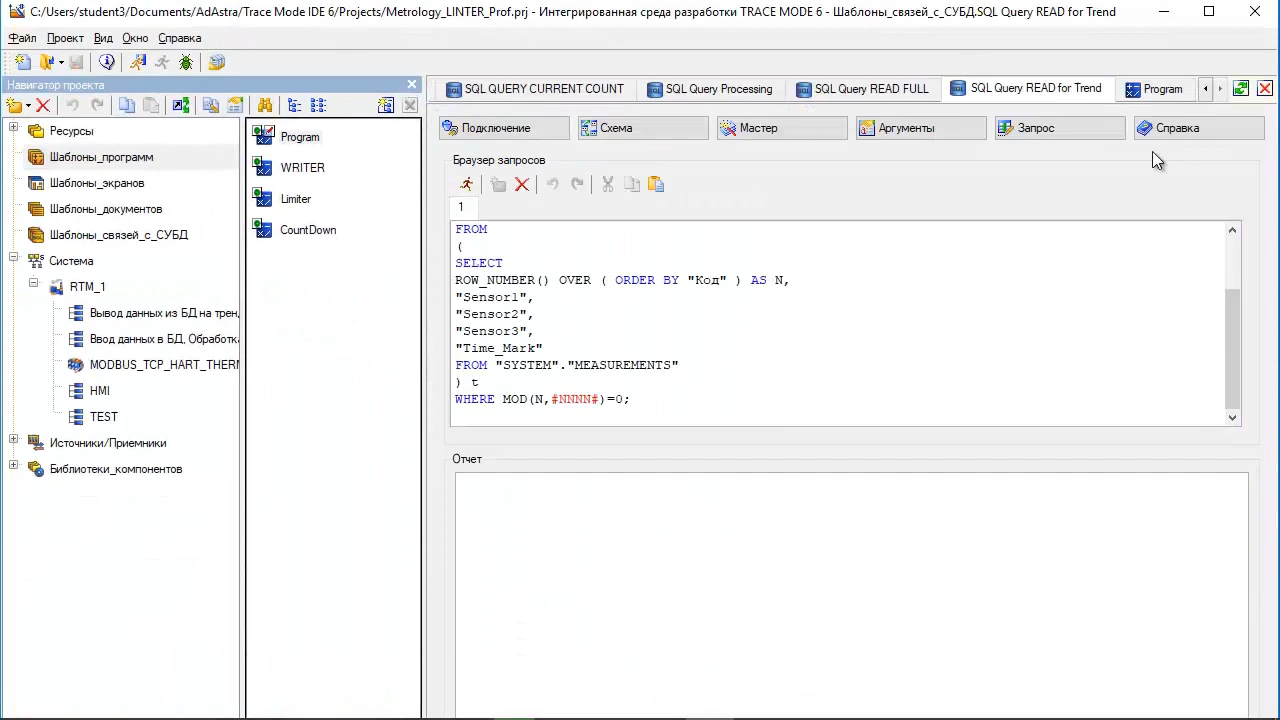 C:/Users/student3/Documents/AdAstra/Trace Mode IDE 6/Projects/Metrology_LINTER_Prof.prj - Интегрированная среда разработки TRACE MODE 6 - Шаблоны_связей_с_СУБД.SQL Query READ for Trend
Файл Проект Вид Окно Справка
Навигатор проекта
Ресурсы
Шаблоны_программ
Шаблоны_экранов
Шаблоны_документов
Шаблоны_связей_с_СУБД
Система
RTM_1
Вывод данных из БД на трен
Ввод данных в БД, Обработк
MODBUS_TCP_HART_THER
HMI
TEST
Источники/Приемники
Библиотеки_компонентов
Program
WRITER
Limiter
CountDown
SQL QUERY CURRENT COUNT
SQL Query Processing
SQL Query READ FULL
SQL Query READ for Trend
Program
Подключение
Схема
Мастер
Аргументы
Запрос
Справка
Браузер запросов
1
FROM
(
SELECT
ROW_NUMBER() OVER ( ORDER BY "Код" ) AS N,
"Sensor1",
"Sensor2",
"Sensor3",
"Time_Mark"
FROM "SYSTEM"."MEASUREMENTS"
) t
WHERE MOD(N,#NNNN#)=0;
Отчет